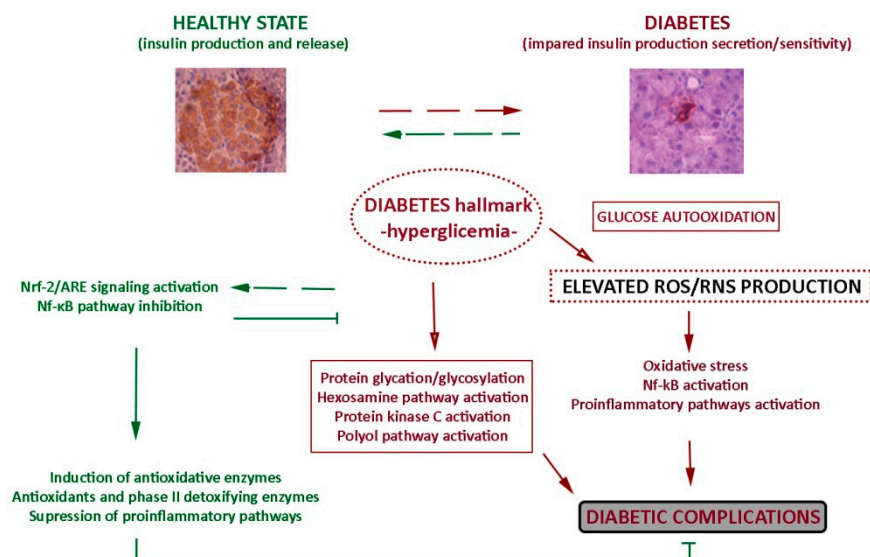 HEALTHY STATE
(insulin production and release)
DIABETES
(impared insulin production secretion/sensitivity)
DIABETES hallmark
-hyperglicemia-
GLUCOSE AUTOOXIDATION
Nrf-2/ARE signaling activation
Nf-κB pathway inhibition
ELEVATED ROS/RNS PRODUCTION
Protein glycation/glycosylation
Hexosamine pathway activation
Protein kinase C activation
Polyol pathway activation
Oxidative stress
Nf-kB activation
Proinflammatory pathways activation
Induction of antioxidative enzymes
Antioxidants and phase II detoxifying enzymes
Supression of proinflammatory pathways
DIABETIC COMPLICATIONS